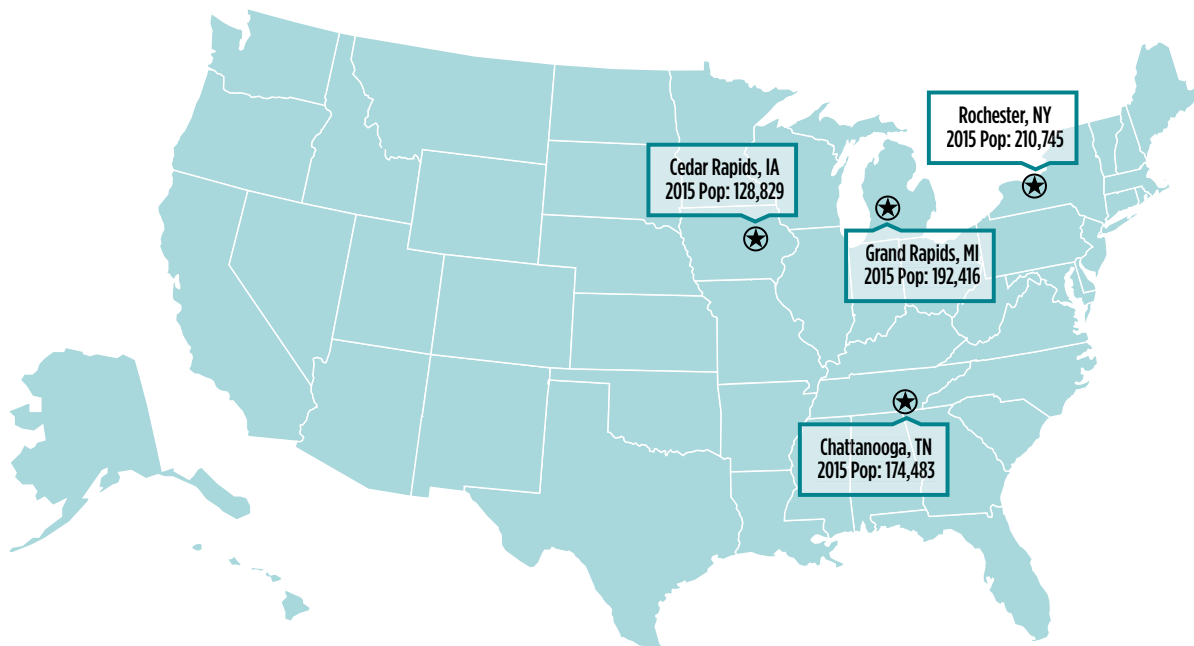 Rochester, NY
2015 Pop: 210,745
Cedar Rapids, IA
2015 Pop: 128,829
Grand Rapids, MI
2015 Pop: 192,416
Chattanooga, TN
2015 Pop: 174,483